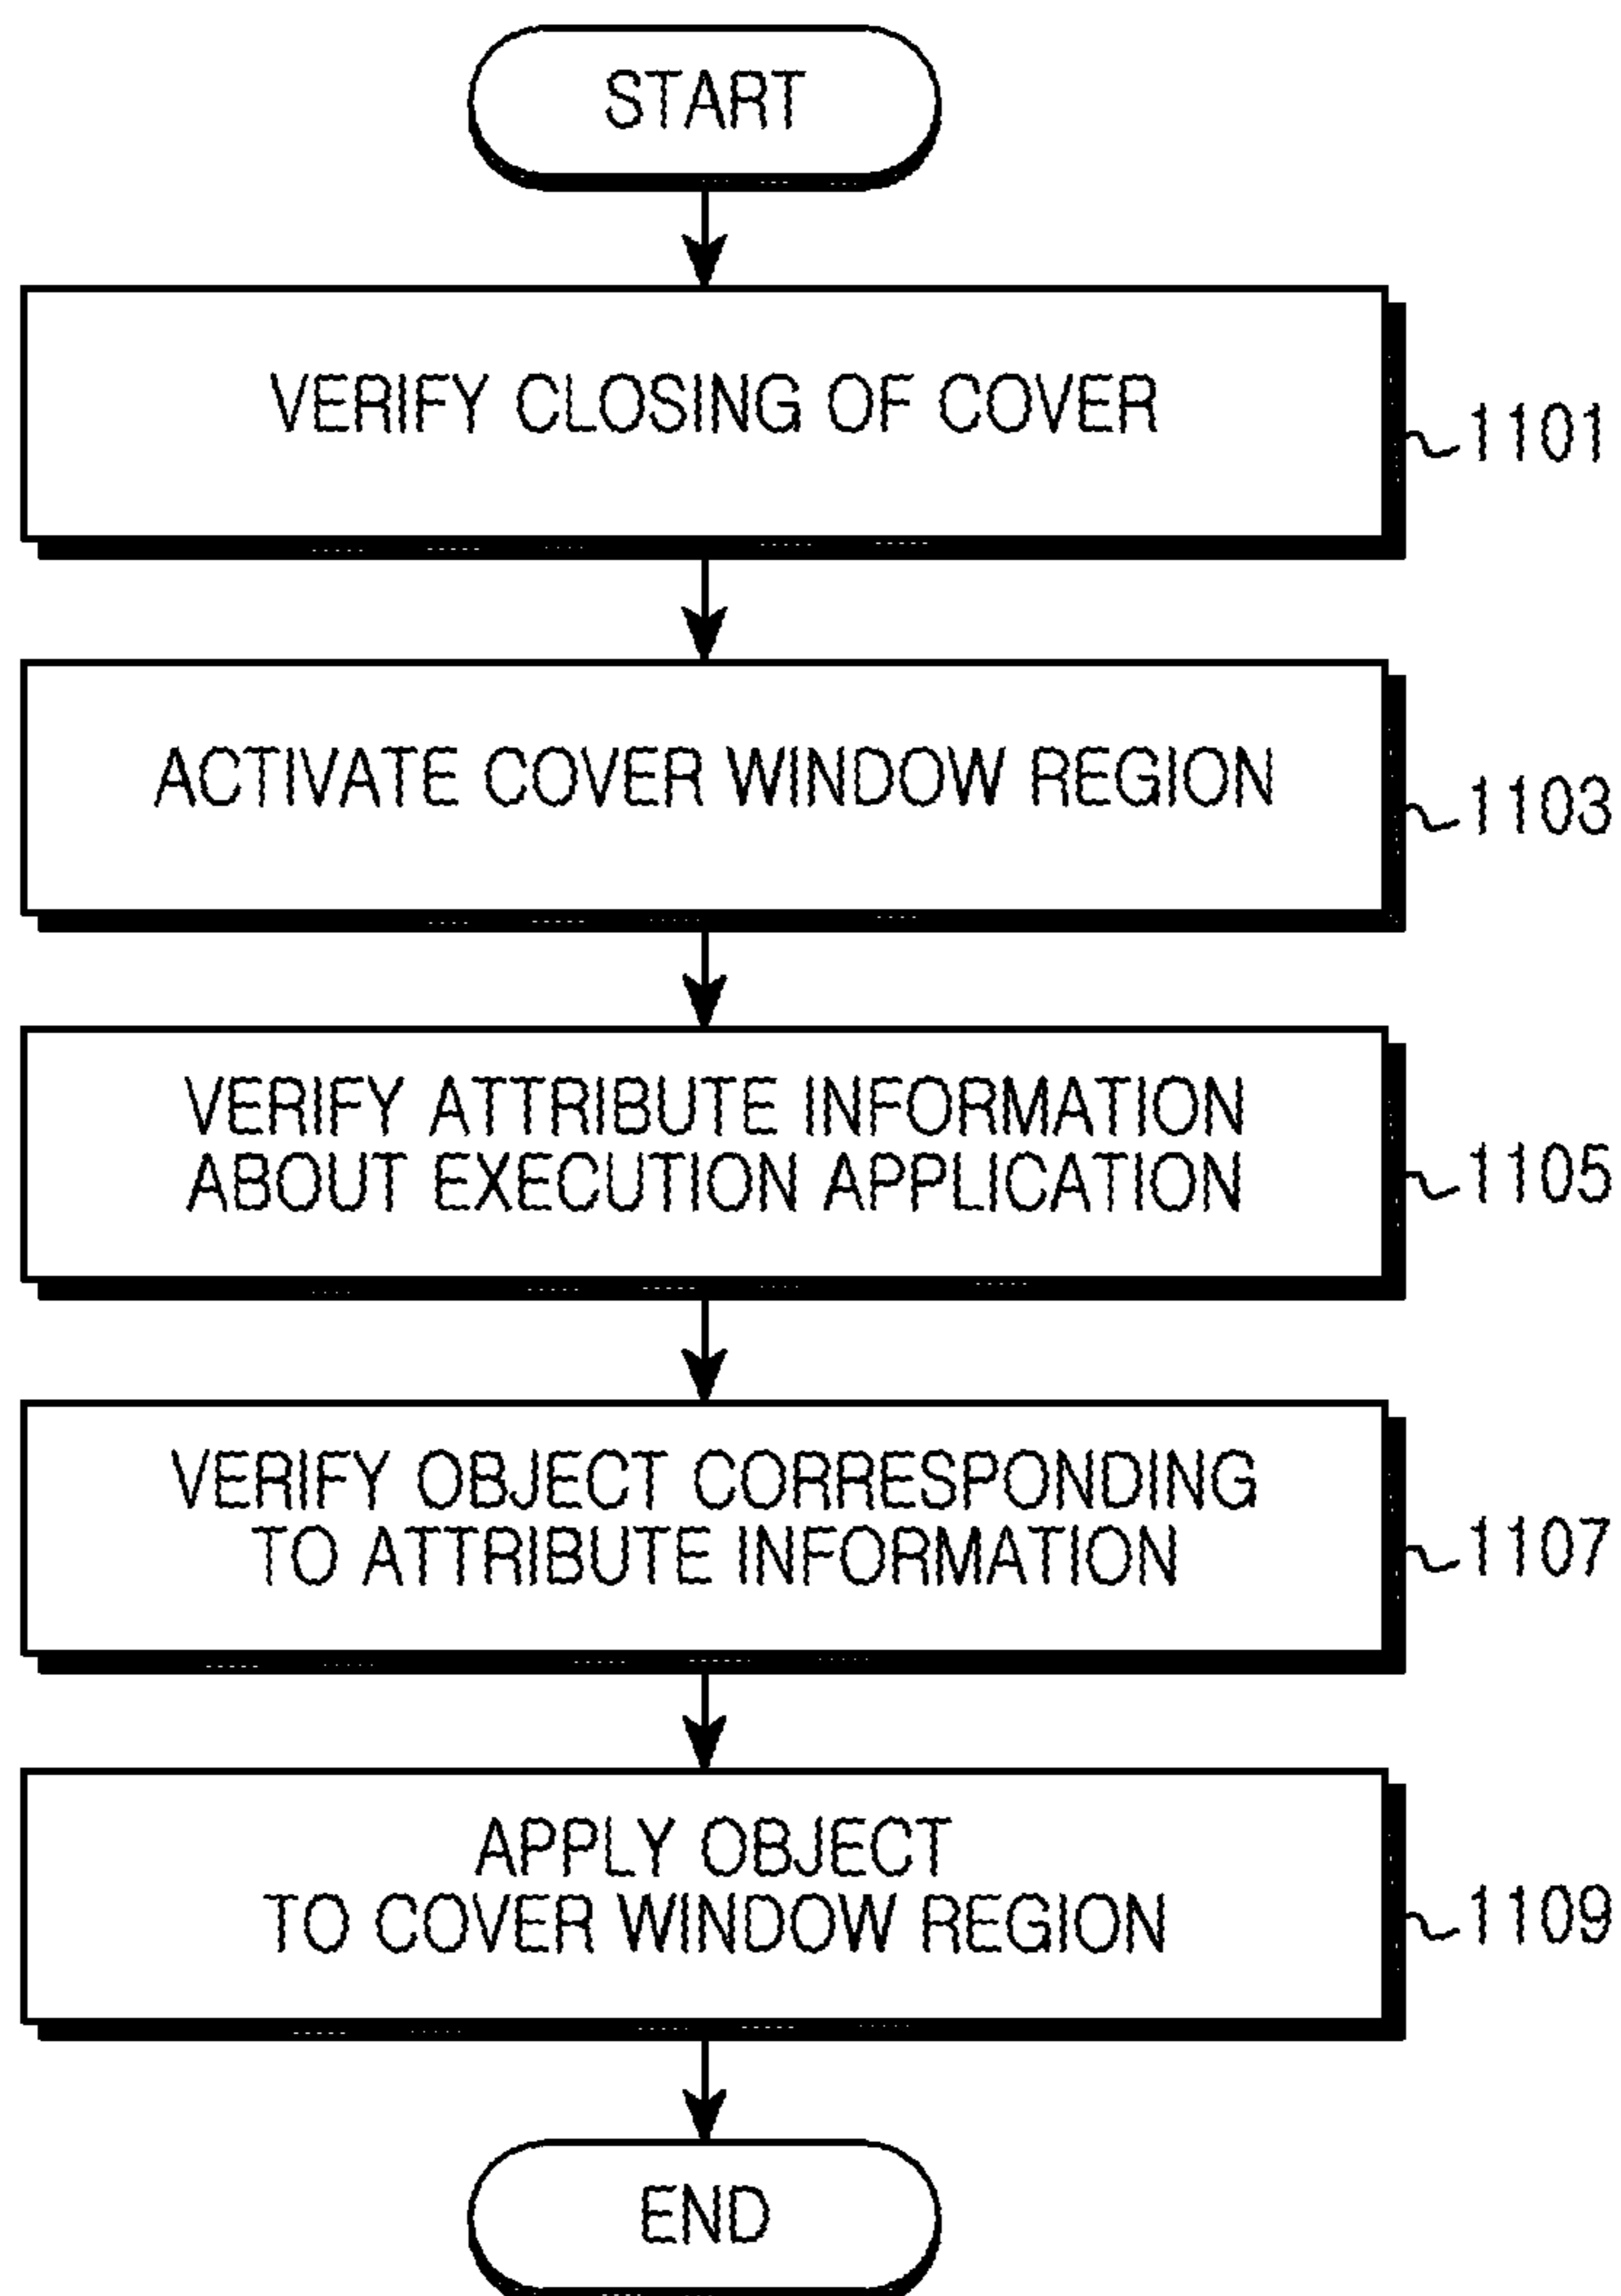 START
VERIFY CLOSING OF COVER
1101
ACTIVATE COVER WINDOW REGION
1103
VERIFY ATTRIBUTE INFORMATION
ABOUT EXECUTION APPLICATION
1105
VERIFY OBJECT CORRESPONDING
TO ATTRIBUTE INFORMATION
1107
APPLY OBJECT
TO COVER WINDOW REGION
1109
END